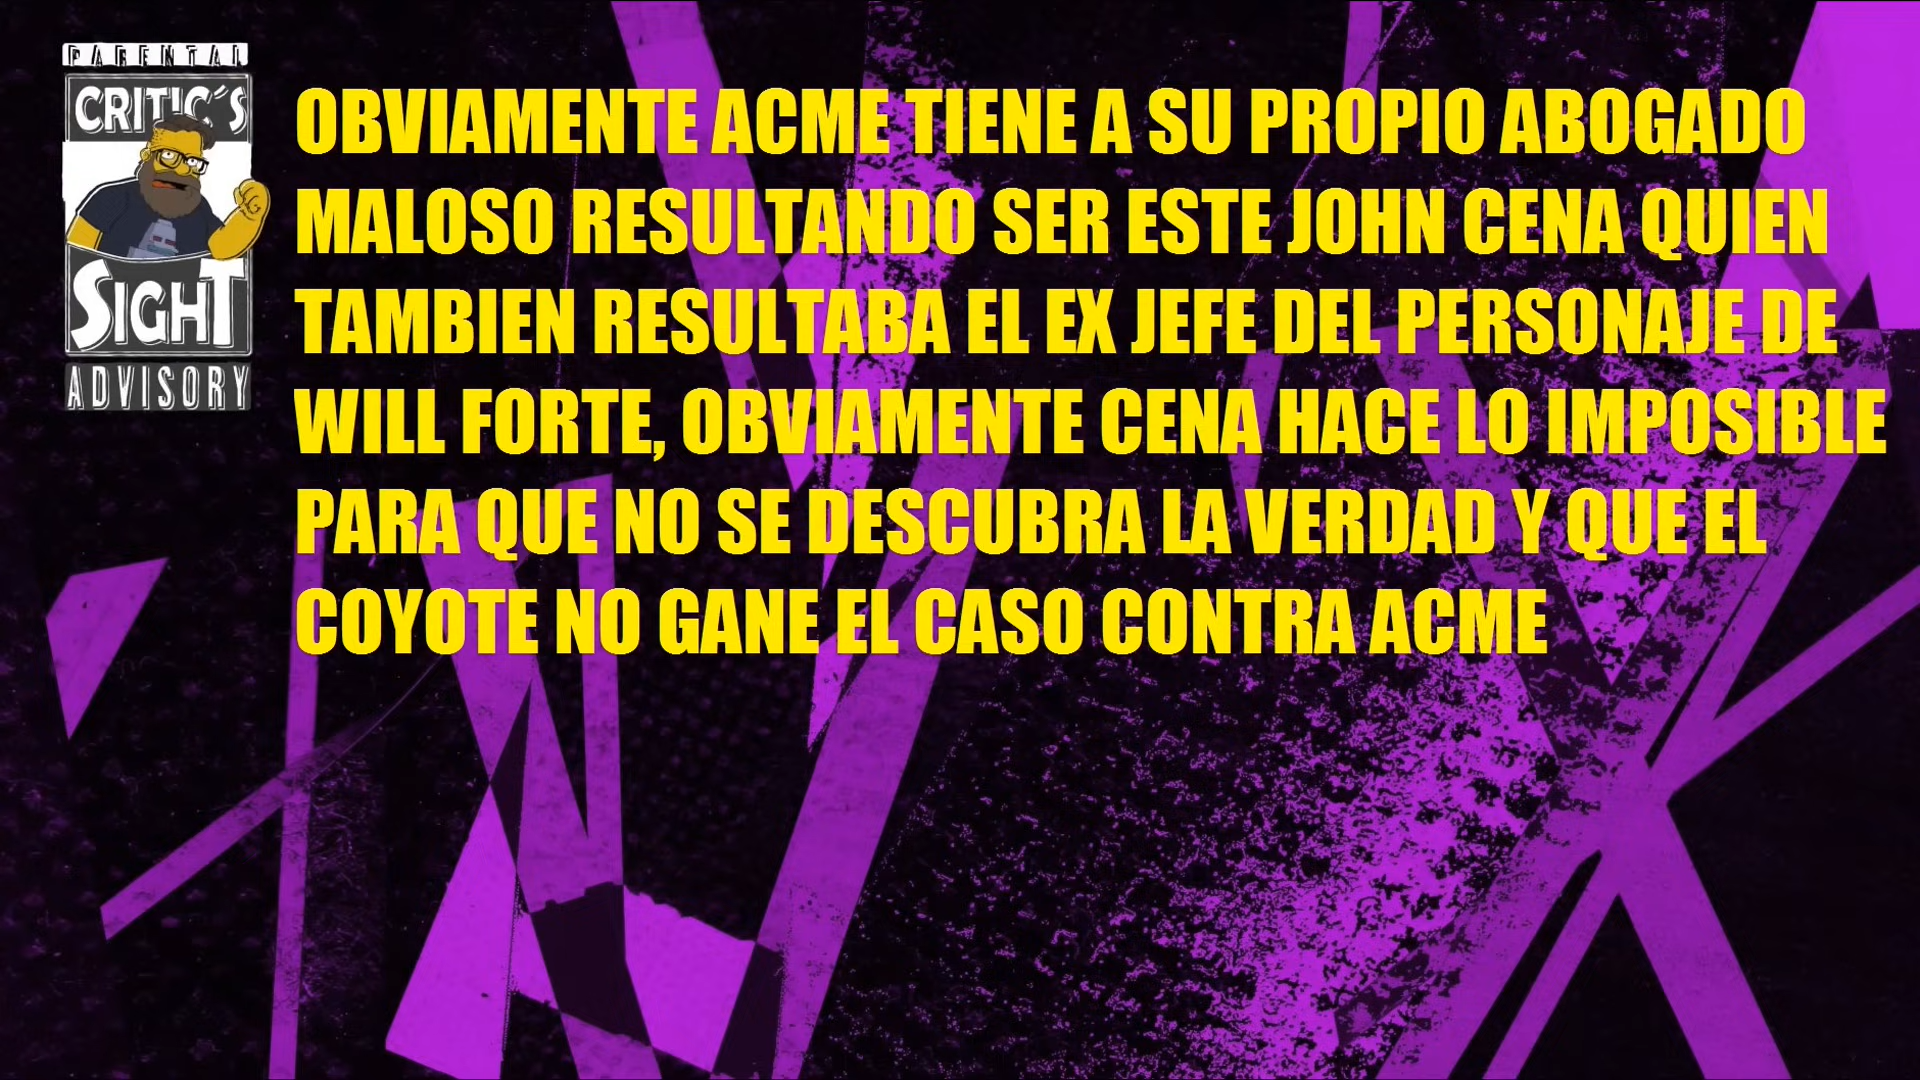 PARENTAL
CRITIC´S
SIGHT
ADVISORY
OBVIAMENTE ACME TIENE A SU PROPIO ABOGADO
MALOSO RESULTANDO SER ESTE JOHN CENA QUIEN
TAMBIEN RESULTABA EL EX JEFE DEL PERSONAJE DE
WILL FORTE, OBVIAMENTE CENA HACE LO IMPOSIBLE
PARA QUE NO SE DESCUBRA LA VERDAD Y QUE EL
COYOTE NO GANE EL CASO CONTRA ACME